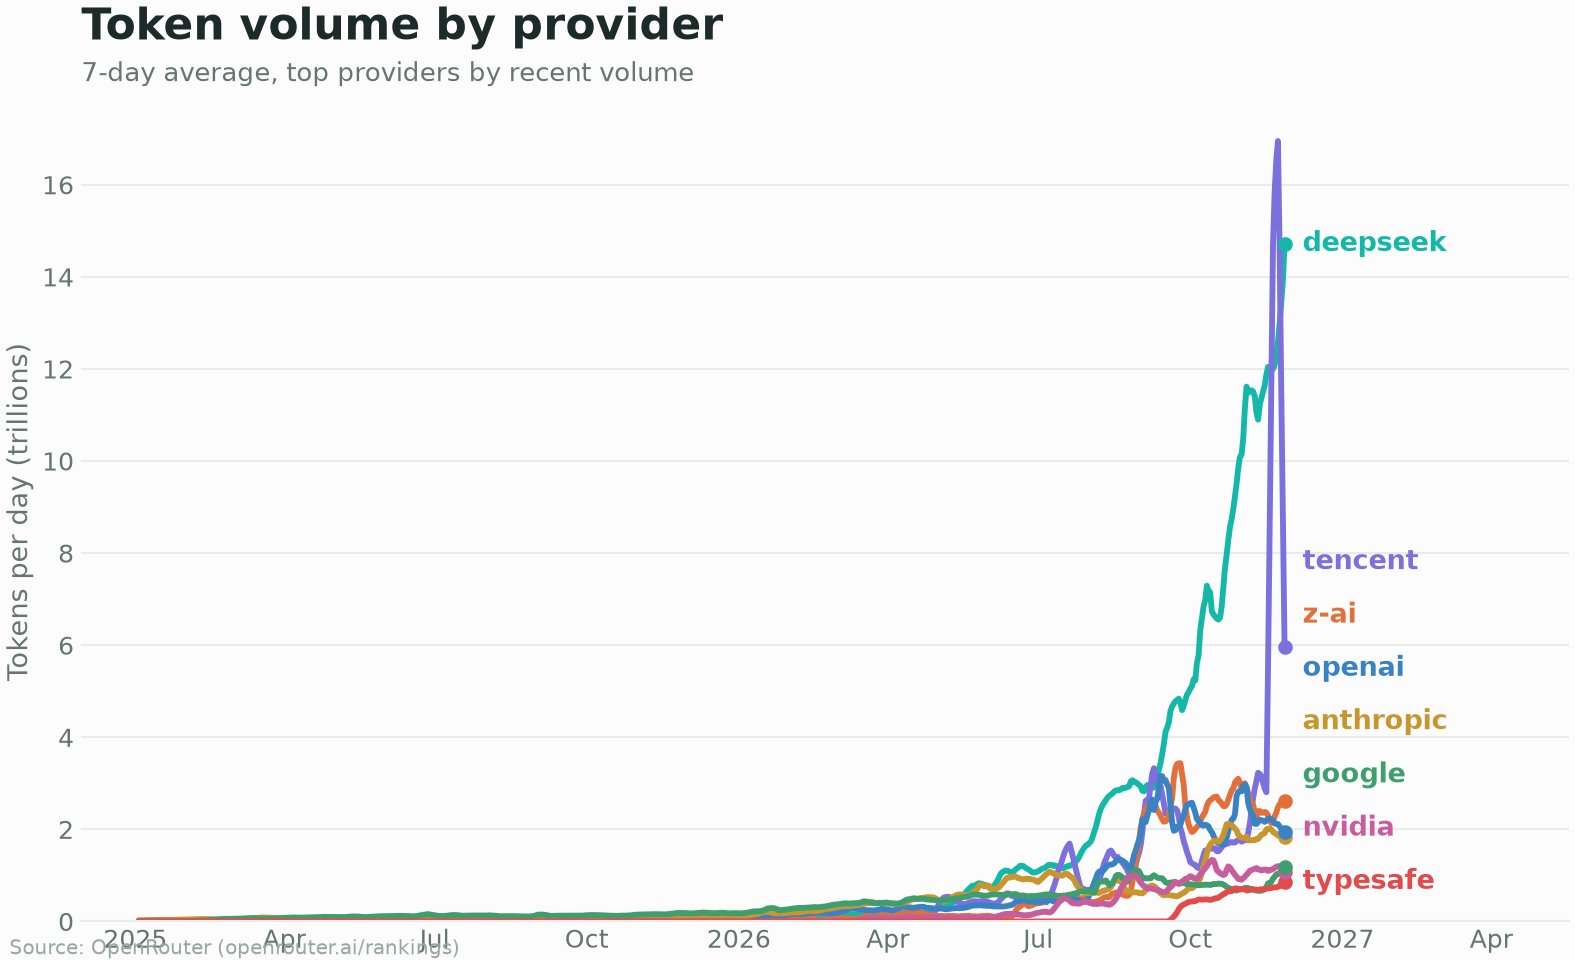 Token volume by provider
7-day average, top providers by recent volume
Tokens per day (trillions)
16
14
12
10
8
6
4
2
0
deepseek
tencent
z-ai
openai
anthropic
google
nvidia
typesafe
2025 Apr Jul Oct 2026 Apr Jul Oct 2027 Apr
Source: OpenRouter (openrouter.ai/rankings)